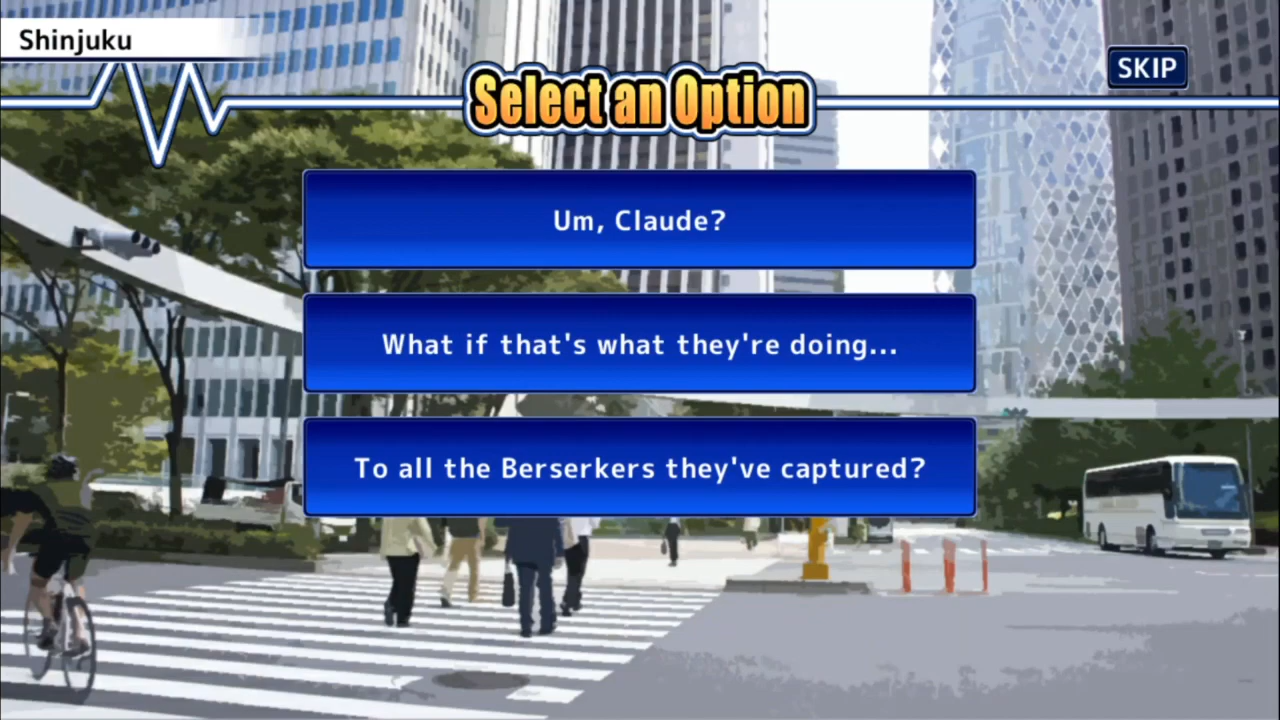 Shinjuku
SKIP
Select an Option
Um, Claude?
What if that's what they're doing...
To all the Berserkers they've captured?